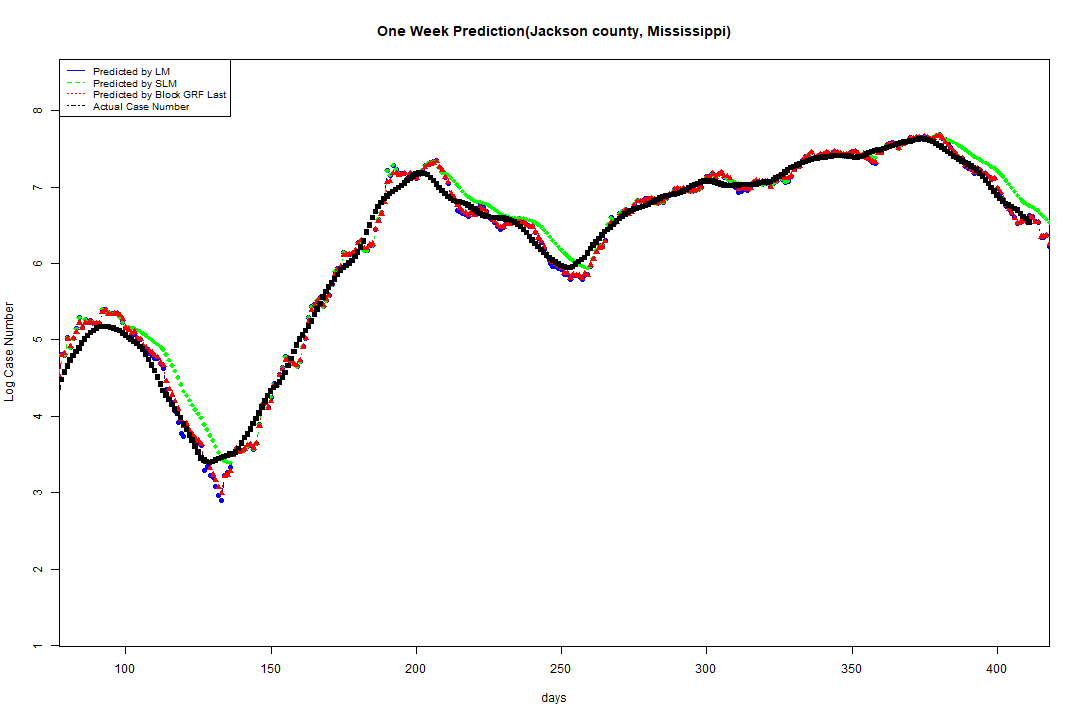 One Week Prediction(Jackson county, Mississippi)
Predicted by LM
Predicted by SLM
Predicted by Block GRF Last
Actual Case Number
8
7
6
5
4
3
2
1
Log Case Number
100 150 200 250 300 350 400
days